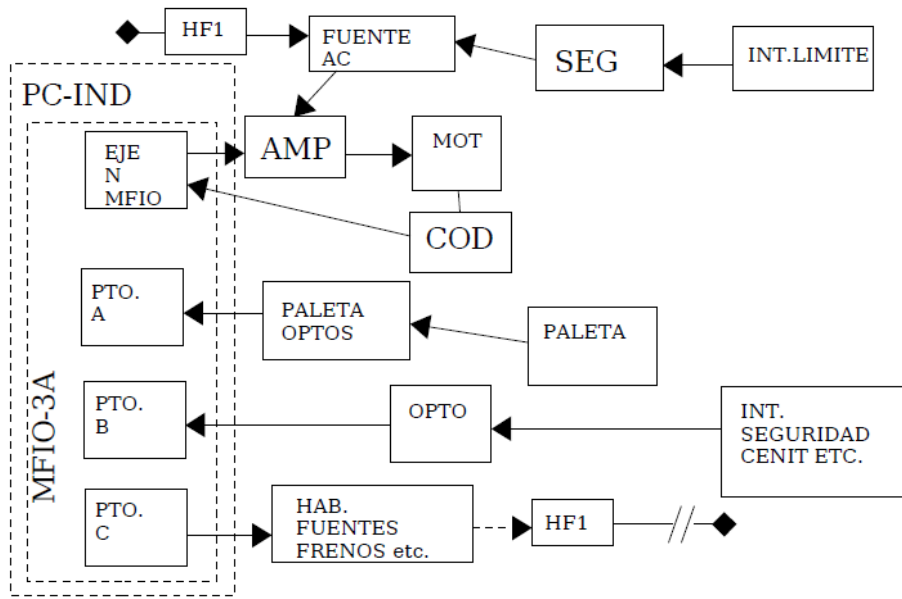 HF1
FUENTE
AC
SEG
INT.LIMITE
PC-IND
EJE
N
MFIO
AMP
MOT
COD
PTO.
A
PALETA
OPTOS
PALETA
MFIO-3A
PTO.
B
OPTO
INT.
SEGURIDAD
CENIT ETC.
PTO.
C
HAB.
FUENTES
FRENOS etc.
HF1